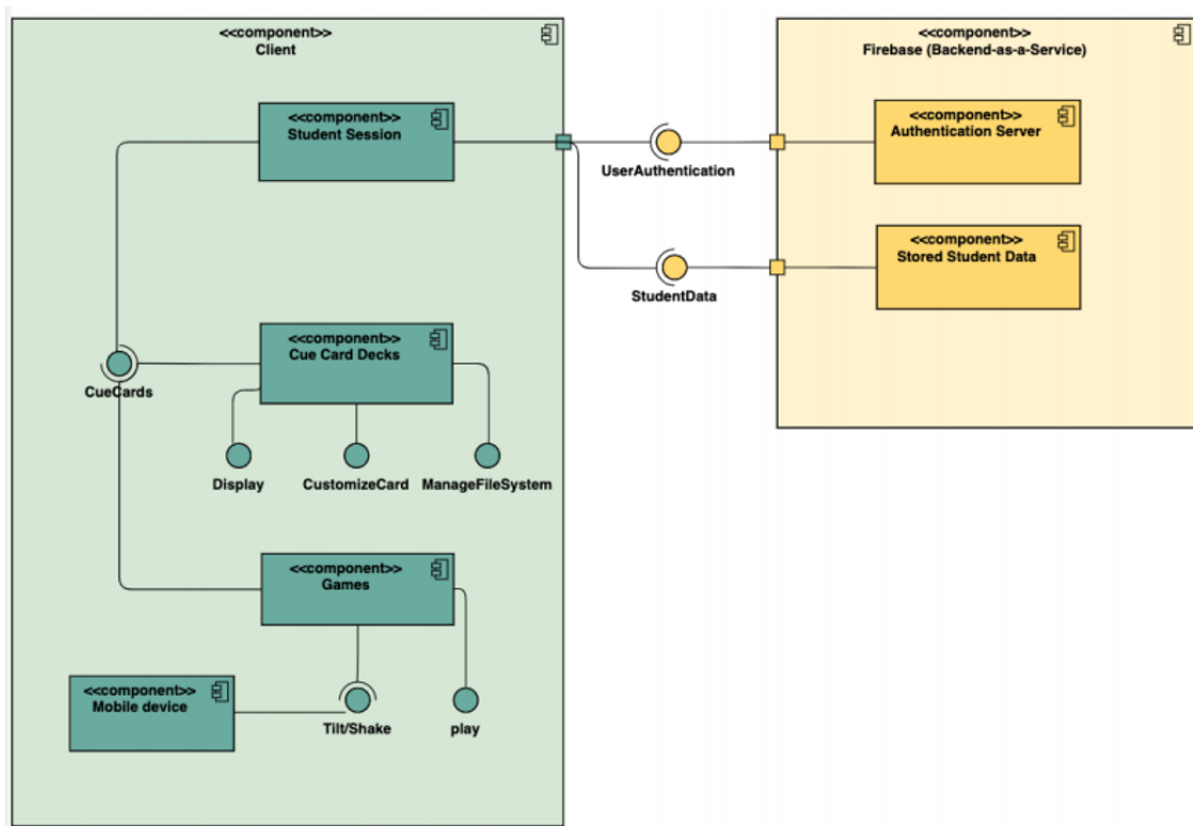 <<component>>
Client
<<component>>
Firebase (Backend-as-a-Service)
<<component>>
Student Session
<<component>>
Authentication Server
UserAuthentication
<<component>>
Stored Student Data
StudentData
<<component>>
Cue Card Decks
CueCards
Display
CustomizeCard
ManageFileSystem
<<component>>
Games
<<component>>
Mobile device
Tilt/Shake
play